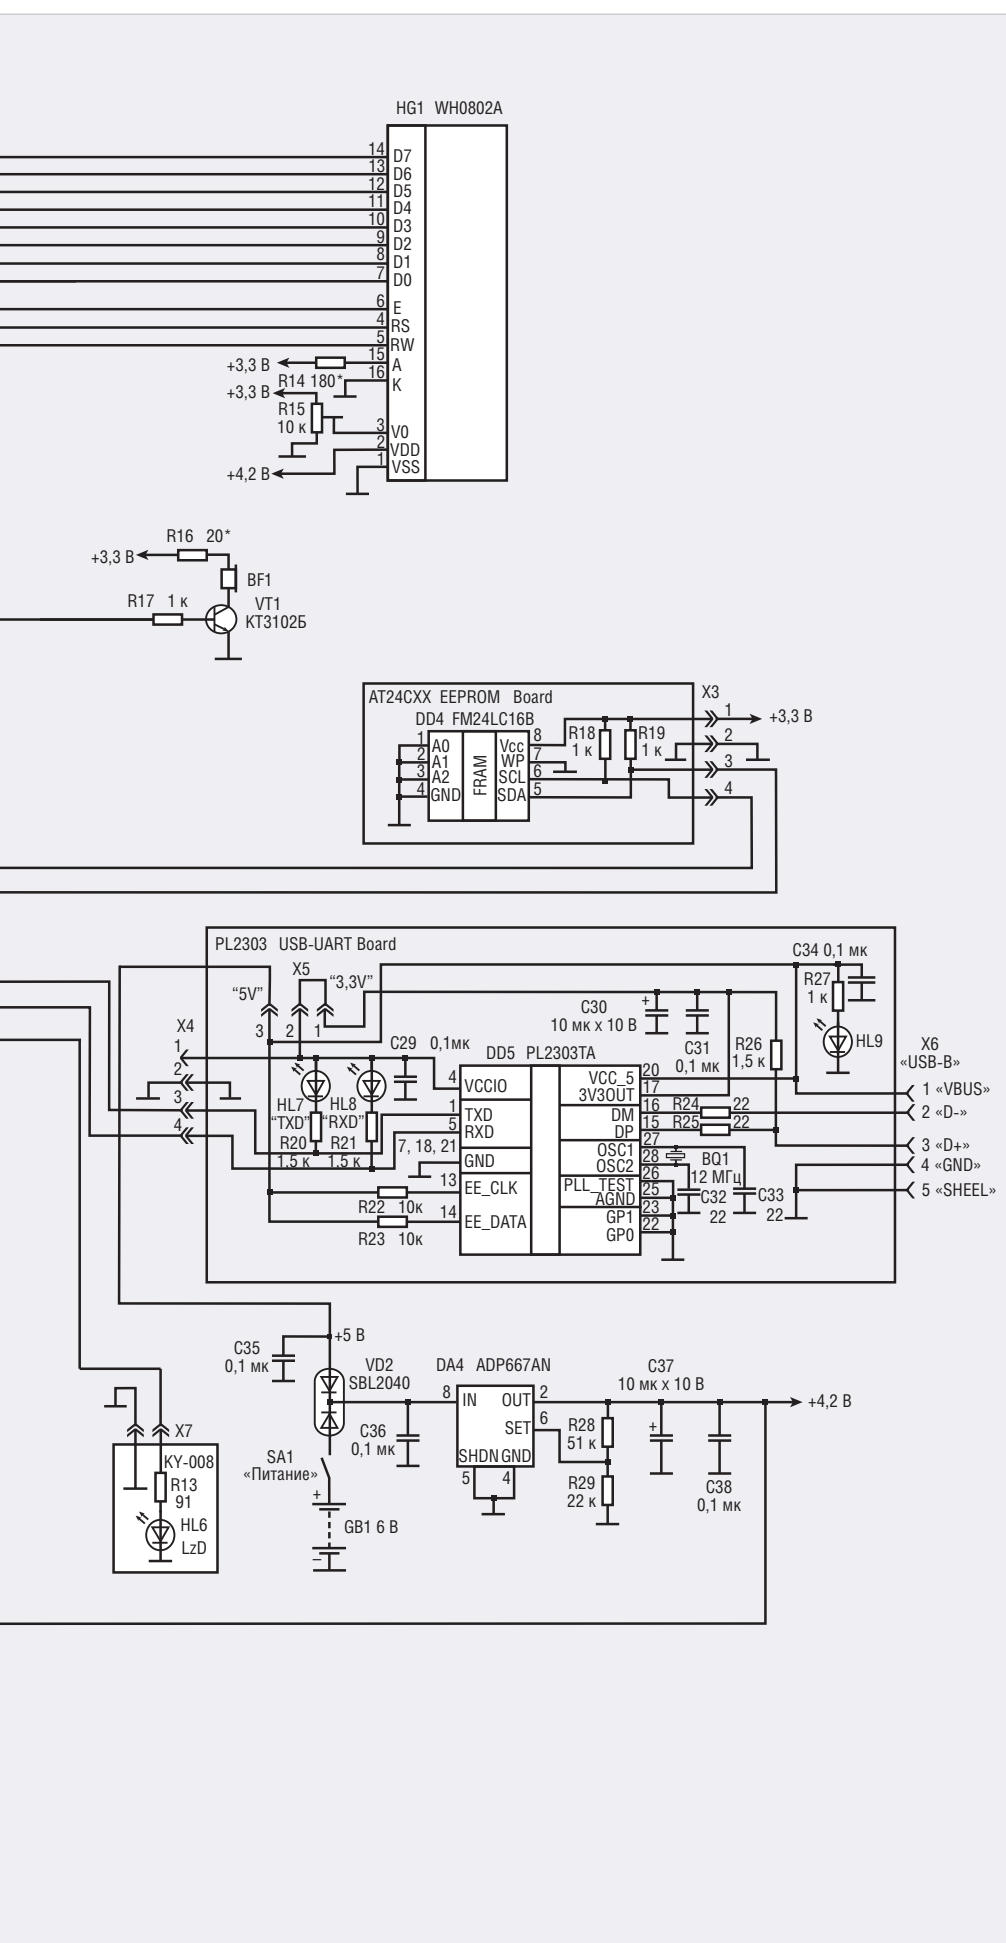 HG1 WH0802A
14 D7
13 D6
12 D5
11 D4
10 D3
9 D2
8 D1
7 D0
6 E
4 RS
5 RW
+3,3 В 15 A
R14 180*
16 K
+3,3 В
R15
10 к
3 V0
2 VDD
+4,2 В
1 VSS
R16 20*
+3,3 В
BF1
R17 1 к
VT1
КТ3102Б
AT24CXX EEPROM Board
X3
DD4 FM24LC16B
1 +3,3 В
1 A0
2 A1
3 A2
4 GND
FRAM
Vcc 8
WP 7
SCL 6
SDA 5
R18
1 к
R19
1 к
2
3
4
PL2303 USB-UART Board
X5
“5V”
“3,3V”
3 2 1
C34 0,1 мк
R27
1 к
HL9
C30
10 мк x 10 В
+
C31
0,1 мк
R26
1,5 к
X4
1
2
3
4
C29 0,1мк
DD5 PL2303TA
HL7
“TXD”
HL8
“RXD”
R20
1,5 к
R21
1,5 к
4 VCCIO
1 TXD
5 RXD
7, 18, 21
GND
13 EE_CLK
14 EE_DATA
R22 10к
R23 10к
VCC_5 20
3V3OUT 17
DM 16 R24 22
DP 15 R25 22
OSC1 27
OSC2 28
PLL_TEST 26
AGND 25
GP1 23
GP0 22
BQ1
12 МГц
C32
22
C33
22
X6
«USB-B»
1 «VBUS»
2 «D-»
3 «D+»
4 «GND»
5 «SHEEL»
+5 В
C35
0,1 мк
VD2
SBL2040
DA4 ADP667AN
C37
10 мк x 10 В
8 IN
OUT 2
+4,2 В
SET 6
SHDN GND
5 4
C36
0,1 мк
R28
51 к
R29
22 к
+
C38
0,1 мк
SA1
«Питание»
+
GB1 6 В
–
X7
KY-008
R13
91
HL6
LzD